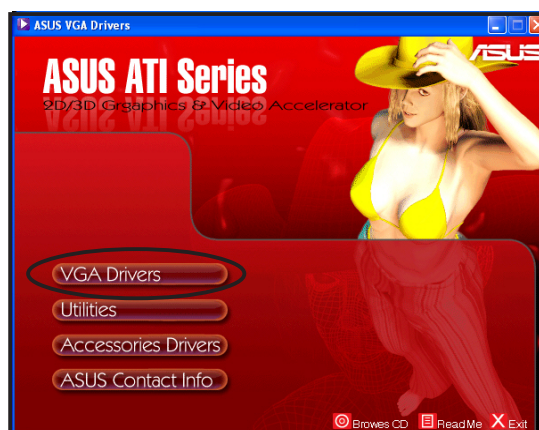 ASUS VGA Drivers
ASUS
ASUS ATI Series
2D/3D Grgaphics & Video Accelerator
VGA Drivers
Utilities
Accessories Drivers
ASUS Contact Info
Browes CD
ReadMe
X Exit